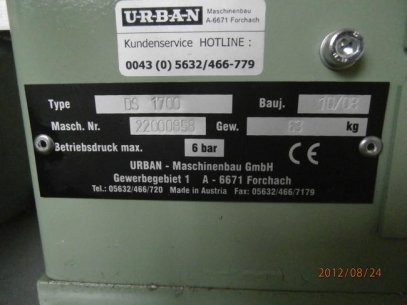 URBAN Maschinenbau
A-6671 Forchach
Kundenservice HOTLINE :
0043 (0) 5632/466-779
Type DS 1700 Bauj. 10/08
Masch. Nr. 22000858 Gew. 63 kg
Betriebsdruck max. 6 bar
CE
URBAN - Maschinenbau GmbH
Gewerbegebiet 1 A - 6671 Forchach
Tel.: 05632/466/720 Made in Austria Fax: 05632/466/7179
2012/08/24